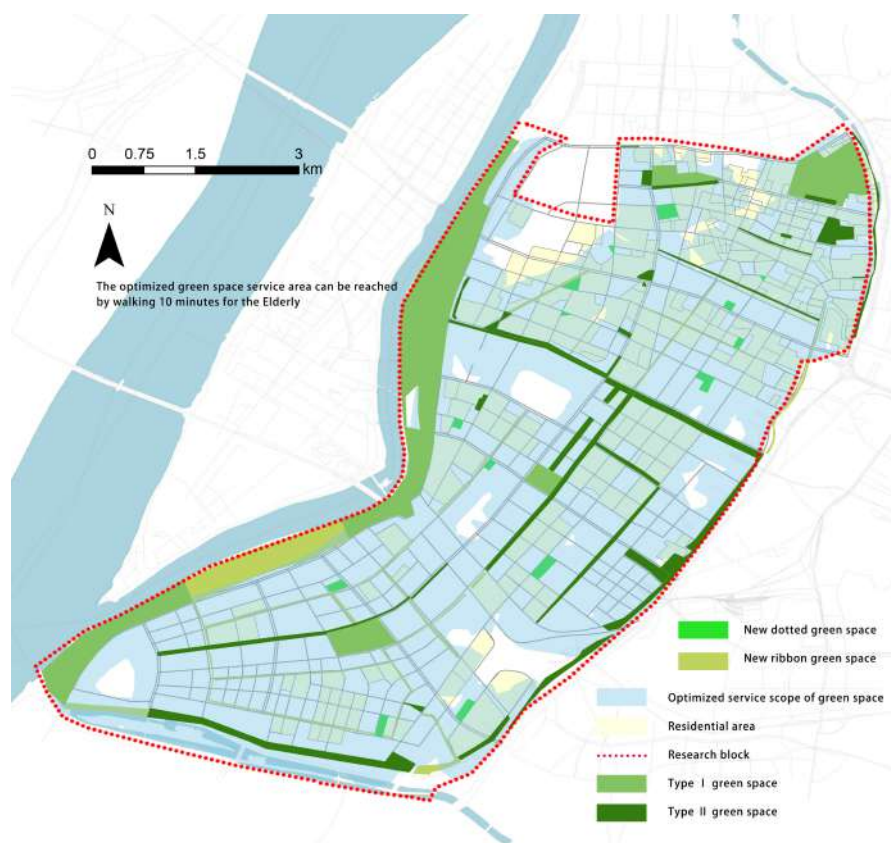 0 0.75 1.5 3
km
N
The optimized green space service area can be reached
by walking 10 minutes for the Elderly
New dotted green space
New ribbon green space
Optimized service scope of green space
Residential area
Research block
Type I green space
Type II green space